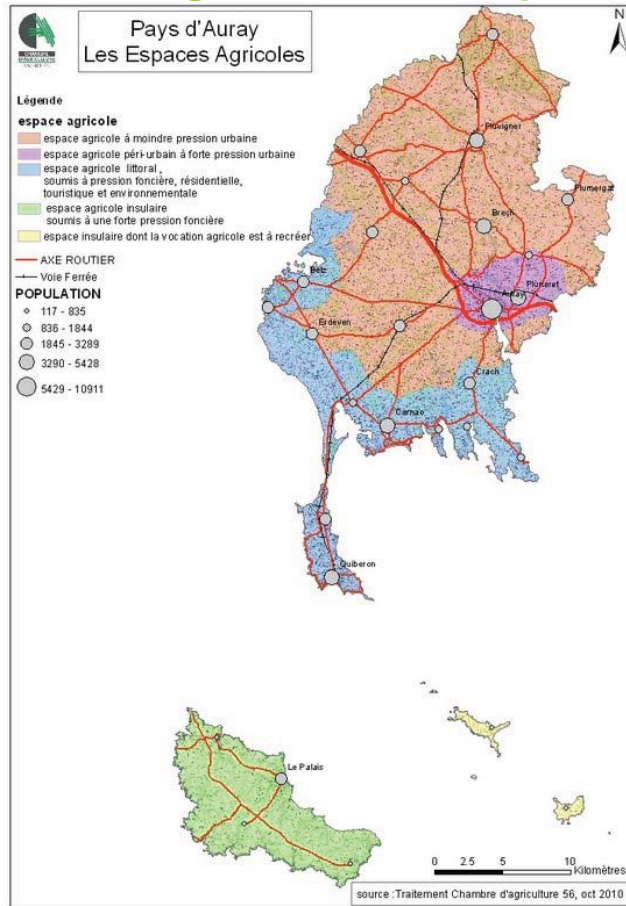 Pays d'Auray
Les Espaces Agricoles
N
CHAMBRE
D'AGRICULTURE
Légende
espace agricole
espace agricole à moindre pression urbaine
espace agricole péri-urbain à forte pression urbaine
espace agricole littoral ,
soumis à pression foncière, résidentielle,
touristique et environnementale
espace agricole insulaire
soumis à une forte pression foncière
espace insulaire dont la vocation agricole est à recréer
AXE ROUTIER
Voie Ferrée
POPULATION
117 - 835
836 - 1844
1845 - 3289
3290 - 5428
5429 - 10911
Pluvigner
Plumergat
Brech
Belz
Pluneret
Auray
Erdeven
Crach
Carnac
Quiberon
Le Palais
0 2,5 5 10
Kilomètres
source : Traitement Chambre d'agriculture 56, oct 2010